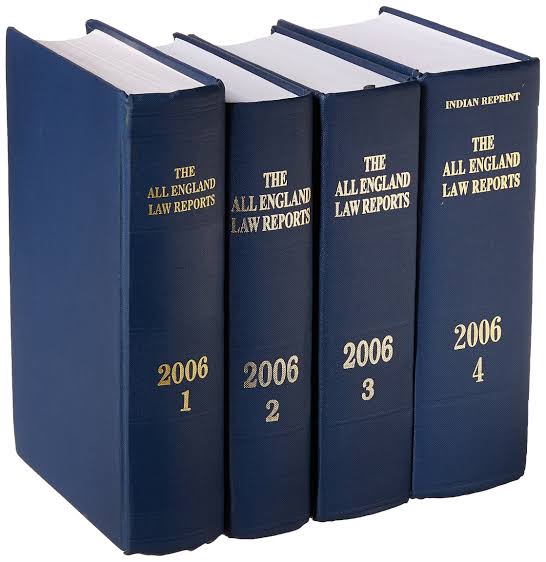 THE
ALL ENGLAND
LAW REPORTS
2006
1
THE
ALL ENGLAND
LAW REPORTS
2006
2
THE
ALL ENGLAND
LAW REPORTS
2006
3
INDIAN REPRINT
THE
ALL ENGLAND
LAW REPORTS
2006
4